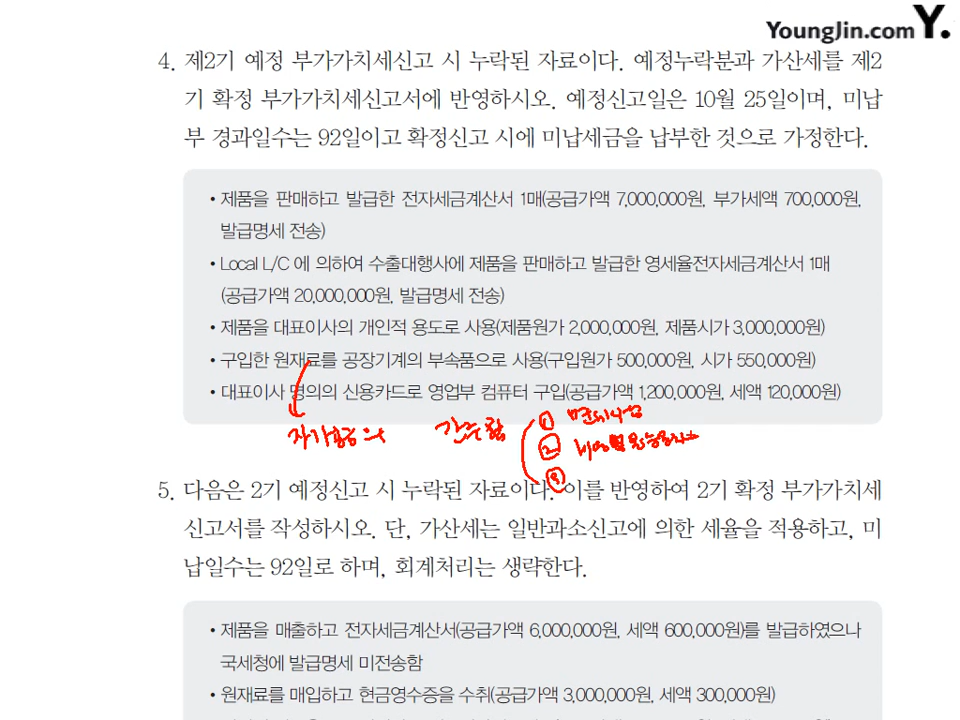 YoungJin.com Y.
4. 제2기 예정 부가가치세신고 시 누락된 자료이다. 예정누락분과 가산세를 제2
기 확정 부가가치세신고서에 반영하시오. 예정신고일은 10월 25일이며, 미납
부 경과일수는 92일이고 확정신고 시에 미납세금을 납부한 것으로 가정한다.
• 제품을 판매하고 발급한 전자세금계산서 1매(공급가액 7,000,000원, 부가세액 700,000원,
발급명세 전송)
• Local L/C 에 의하여 수출대행사에 제품을 판매하고 발급한 영세율전자세금계산서 1매
(공급가액 20,000,000원, 발급명세 전송)
• 제품을 대표이사의 개인적 용도로 사용(제품원가 2,000,000원, 제품시가 3,000,000원)
• 구입한 원재료를 공장기계의 부속품으로 사용(구입원가 500,000원, 시가 550,000원)
• 대표이사 명의의 신용카드로 영업부 컴퓨터 구입(공급가액 1,200,000원, 세액 120,000원)
① 면세사업
자가공급의 간주함
②
③
5. 다음은 2기 예정신고 시 누락된 자료이다. 이를 반영하여 2기 확정 부가가치세
신고서를 작성하시오. 단, 가산세는 일반과소신고에 의한 세율을 적용하고, 미
납일수는 92일로 하며, 회계처리는 생략한다.
• 제품을 매출하고 전자세금계산서(공급가액 6,000,000원, 세액 600,000원)를 발급하였으나
국세청에 발급명세 미전송함
• 원재료를 매입하고 현금영수증을 수취(공급가액 3,000,000원, 세액 300,000원)